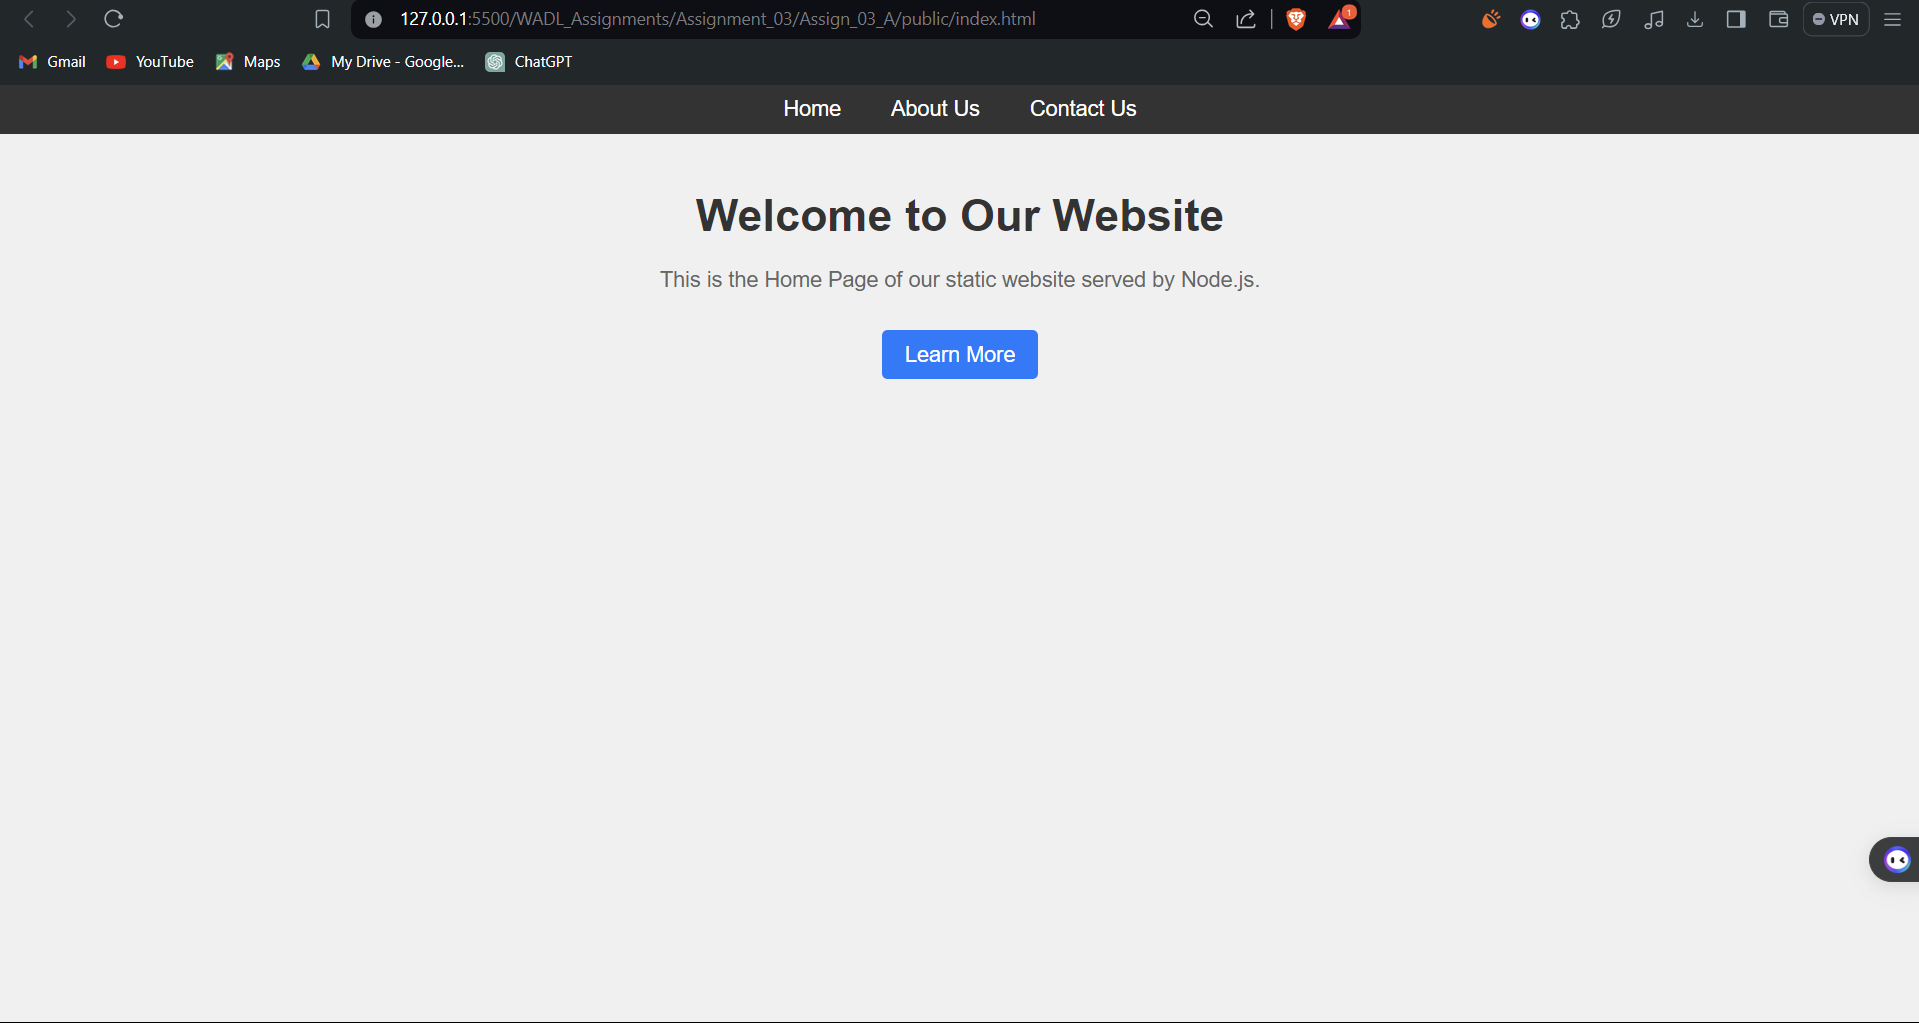 127.0.0.1:5500/WADL_Assignments/Assignment_03/Assign_03_A/public/index.html
1
VPN
Gmail YouTube Maps My Drive - Google... ChatGPT
Home About Us Contact Us
Welcome to Our Website
This is the Home Page of our static website served by Node.js.
Learn More